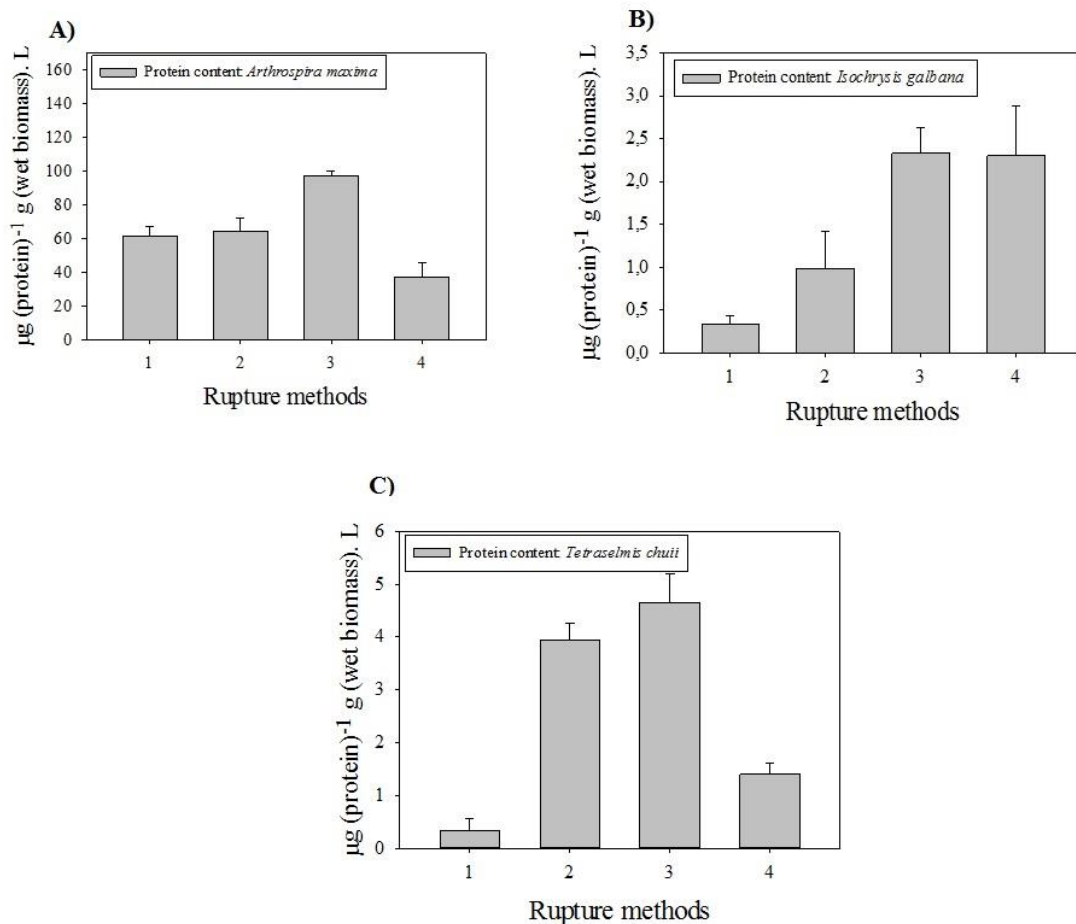 A)
Protein content: Arthrospira maxima
µg (protein)-1 g (wet biomass). L
160
140
120
100
80
60
40
20
0
1 2 3 4
Rupture methods
B)
Protein content: Isochrysis galbana
µg (protein)-1 g (wet biomass). L
3,5
3,0
2,5
2,0
1,5
1,0
0,5
0,0
1 2 3 4
Rupture methods
C)
Protein content: Tetraselmis chuii
µg (protein)-1 g (wet biomass). L
6
5
4
3
2
1
0
1 2 3 4
Rupture methods